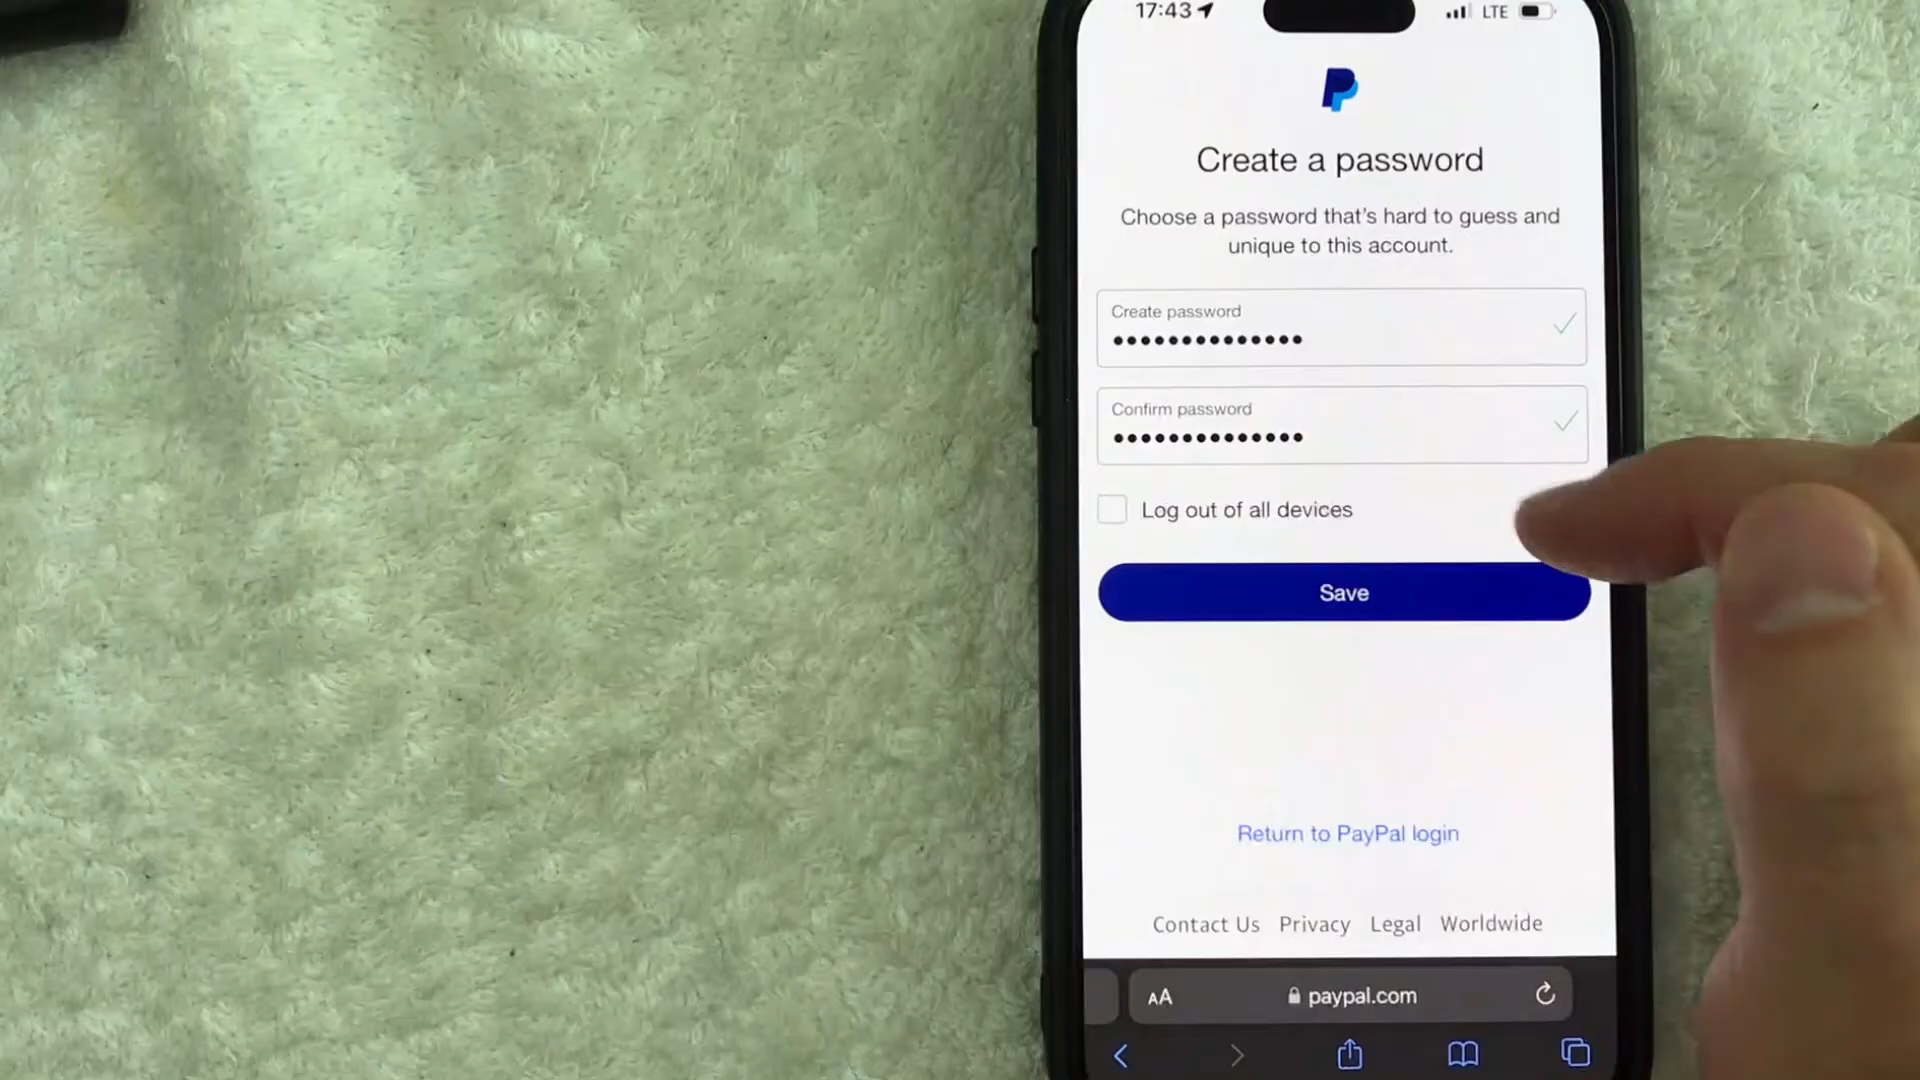 17:43 LTE
Create a password
Choose a password that's hard to guess and
unique to this account.
Create password
••••••••••••••
Confirm password
••••••••••••••
Log out of all devices
Save
Return to PayPal login
Contact Us Privacy Legal Worldwide
AA paypal.com